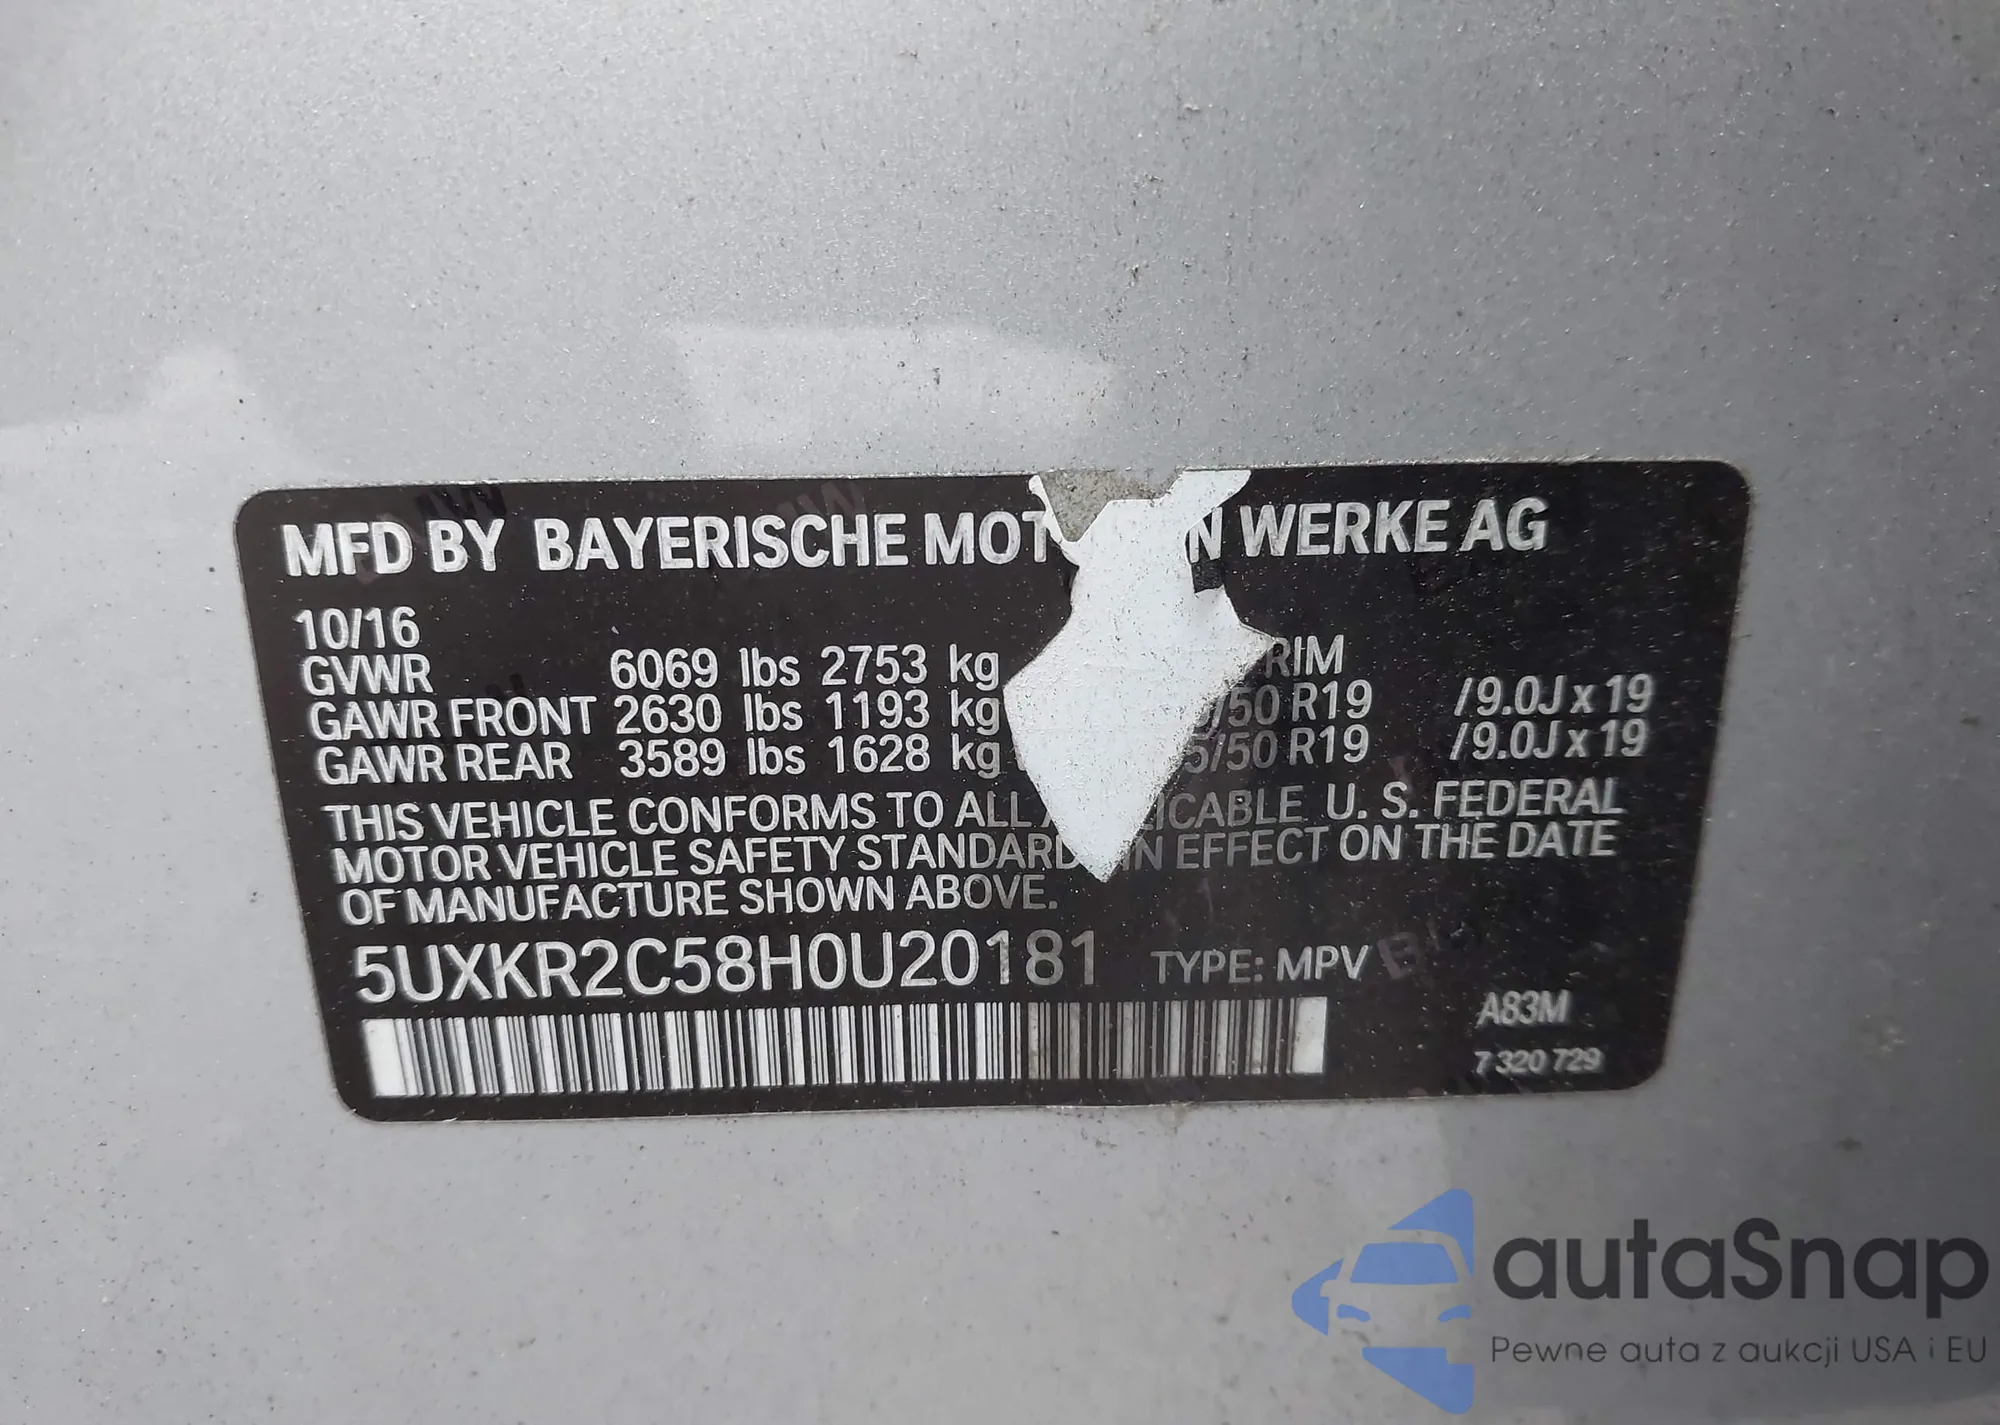 MFD BY BAYERISCHE MOT N WERKE AG
10/16
GVWR 6069 lbs 2753 kg RIM
GAWR FRONT 2630 lbs 1193 kg /50 R19 /9.0J x 19
GAWR REAR 3589 lbs 1628 kg 5/50 R19 /9.0J x 19
THIS VEHICLE CONFORMS TO ALL A ICABLE U. S. FEDERAL
MOTOR VEHICLE SAFETY STANDARD IN EFFECT ON THE DATE
OF MANUFACTURE SHOWN ABOVE.
5UXKR2C58H0U20181 TYPE: MPV
A83M
7 320 729
autaSnap
Pewne auta z aukcji USA i EU